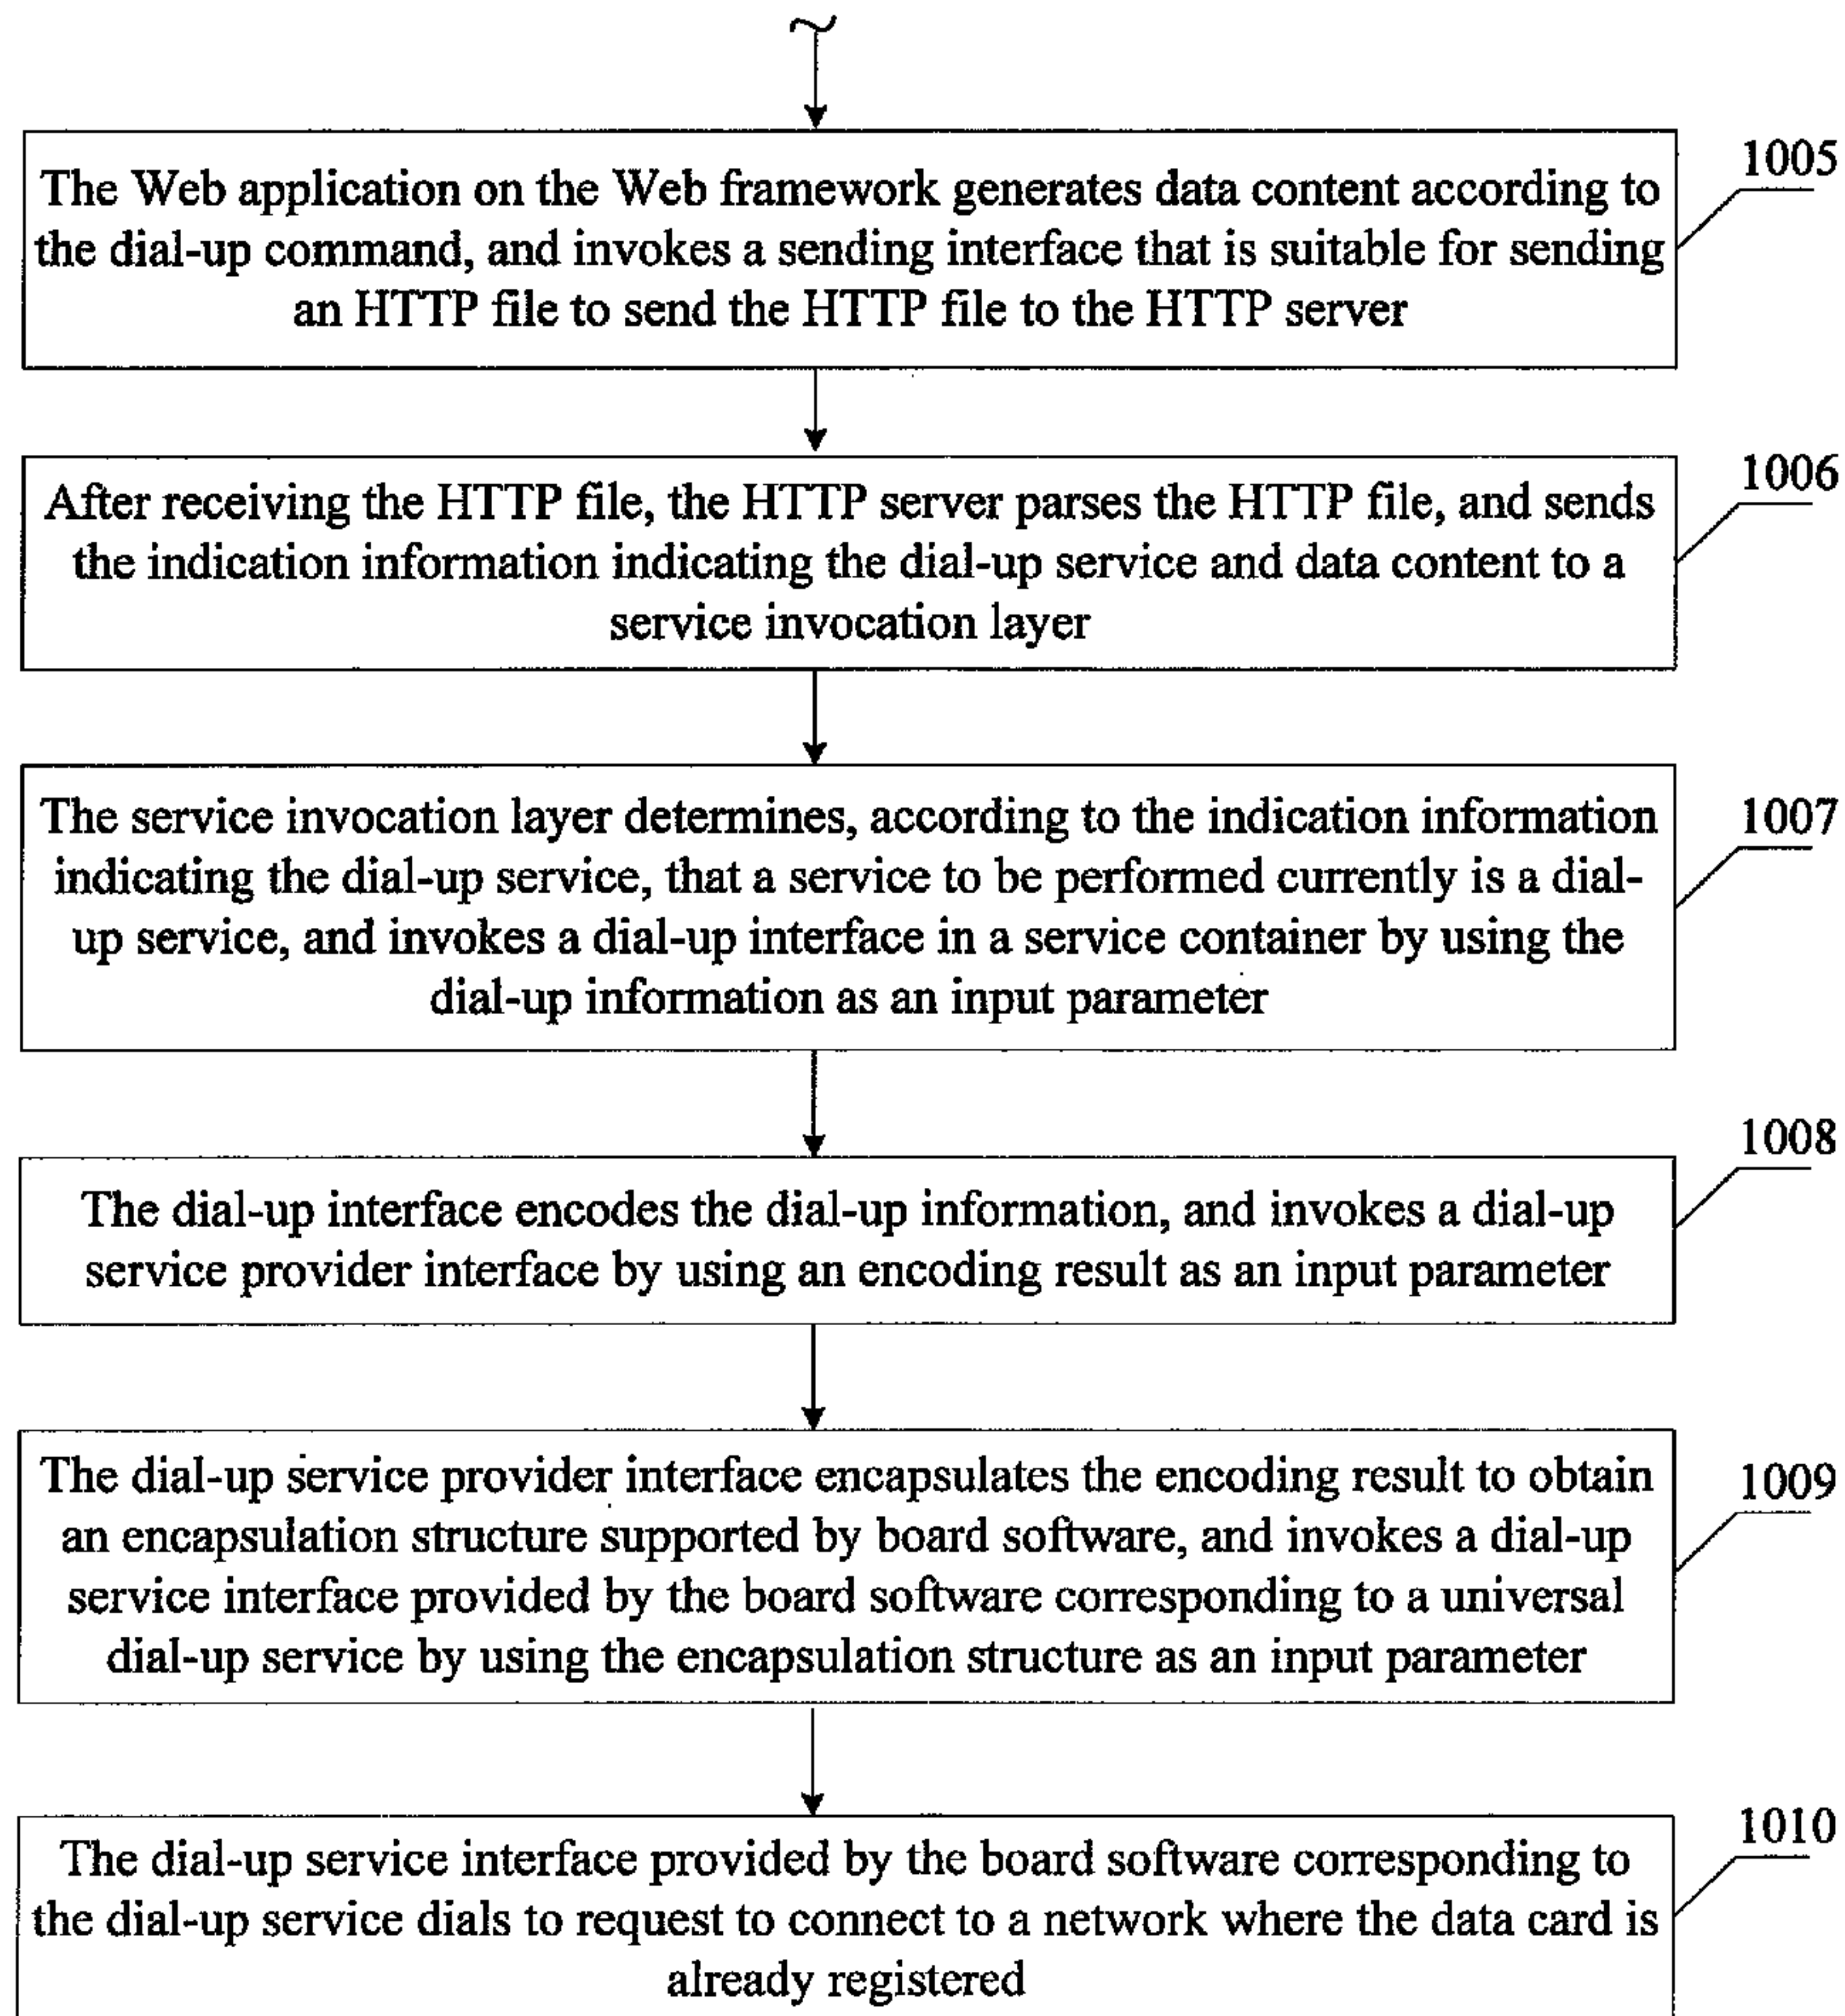 1005
The Web application on the Web framework generates data content according to
the dial-up command, and invokes a sending interface that is suitable for sending
an HTTP file to send the HTTP file to the HTTP server
1006
After receiving the HTTP file, the HTTP server parses the HTTP file, and sends
the indication information indicating the dial-up service and data content to a
service invocation layer
1007
The service invocation layer determines, according to the indication information
indicating the dial-up service, that a service to be performed currently is a dial-
up service, and invokes a dial-up interface in a service container by using the
dial-up information as an input parameter
1008
The dial-up interface encodes the dial-up information, and invokes a dial-up
service provider interface by using an encoding result as an input parameter
1009
The dial-up service provider interface encapsulates the encoding result to obtain
an encapsulation structure supported by board software, and invokes a dial-up
service interface provided by the board software corresponding to a universal
dial-up service by using the encapsulation structure as an input parameter
1010
The dial-up service interface provided by the board software corresponding to
the dial-up service dials to request to connect to a network where the data card is
already registered